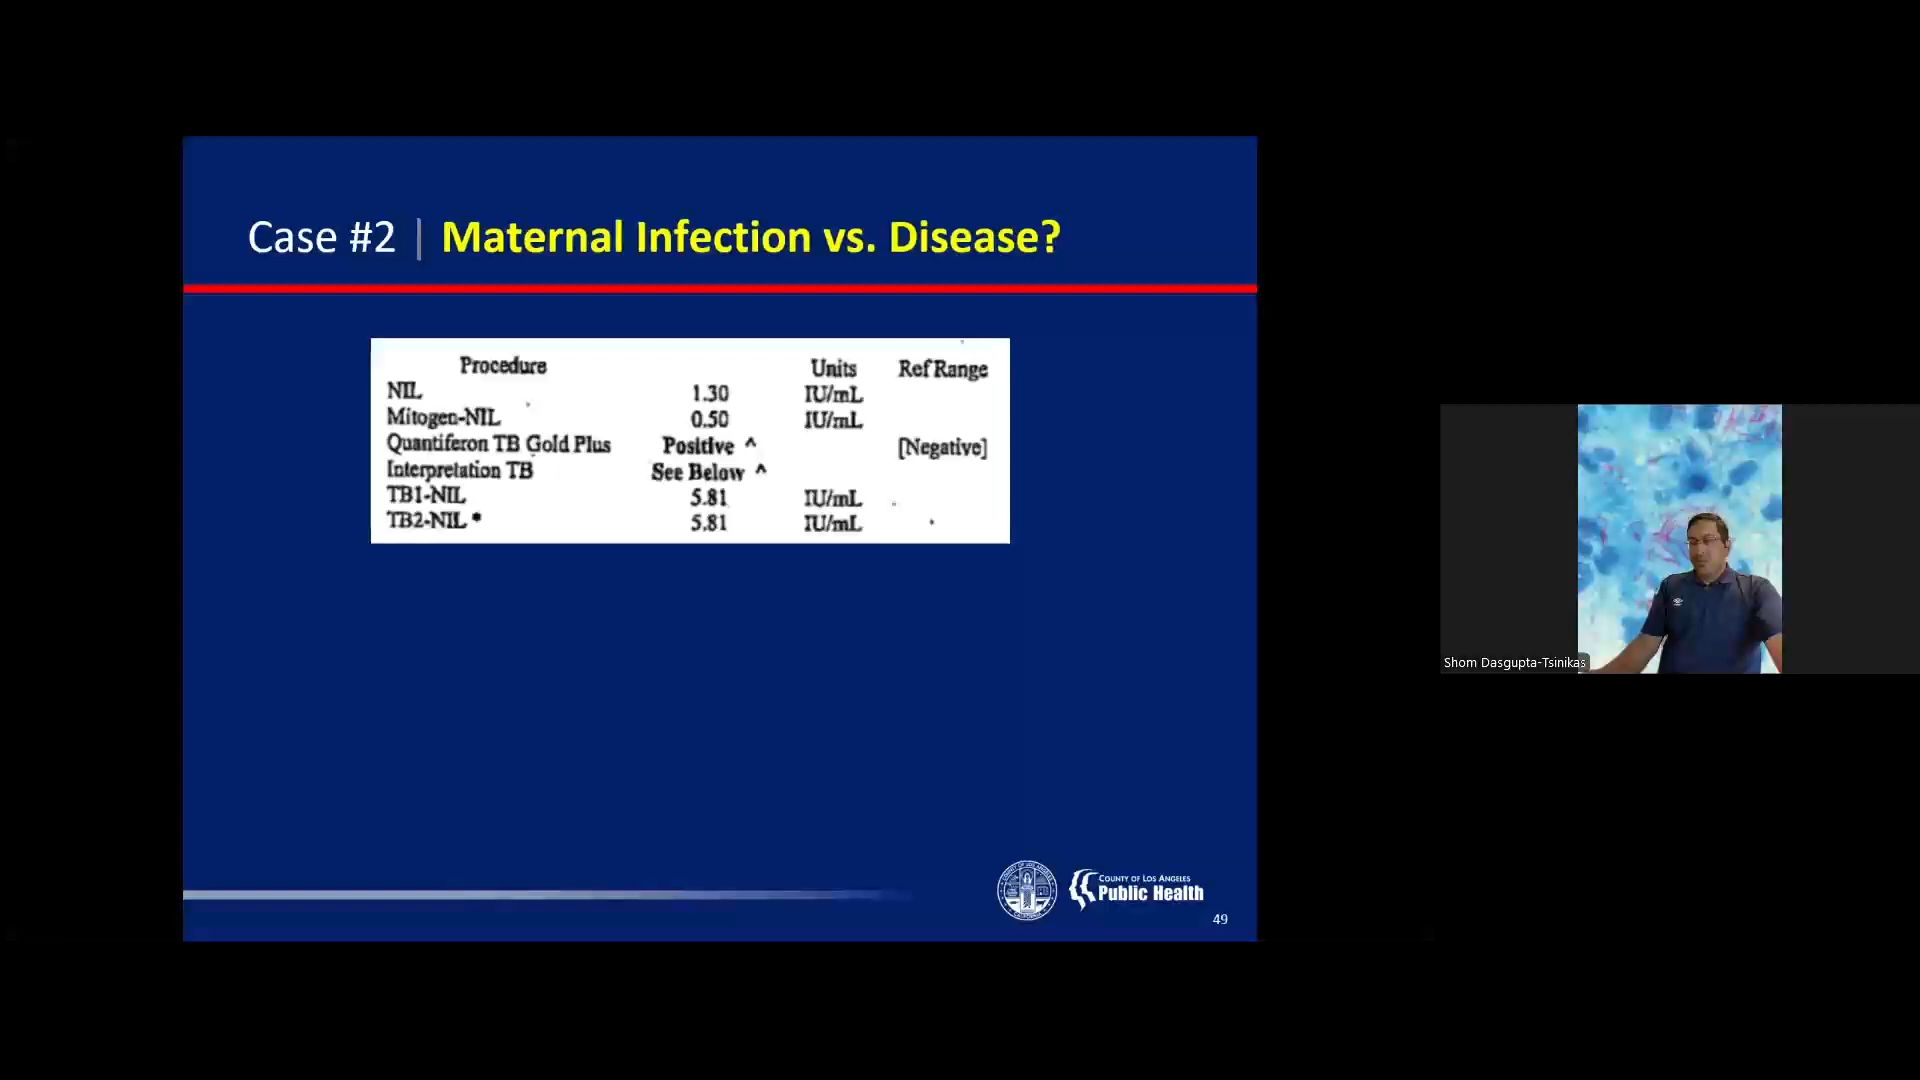 Case #2 | Maternal Infection vs. Disease?
Procedure Units Ref Range
NIL 1.30 IU/mL
Mitogen-NIL 0.50 IU/mL
Quantiferon TB Gold Plus Positive ^ [Negative]
Interpretation TB See Below ^
TB1-NIL 5.81 IU/mL
TB2-NIL * 5.81 IU/mL
Shom Dasgupta-Tsinikas
County of Los Angeles
Public Health
49